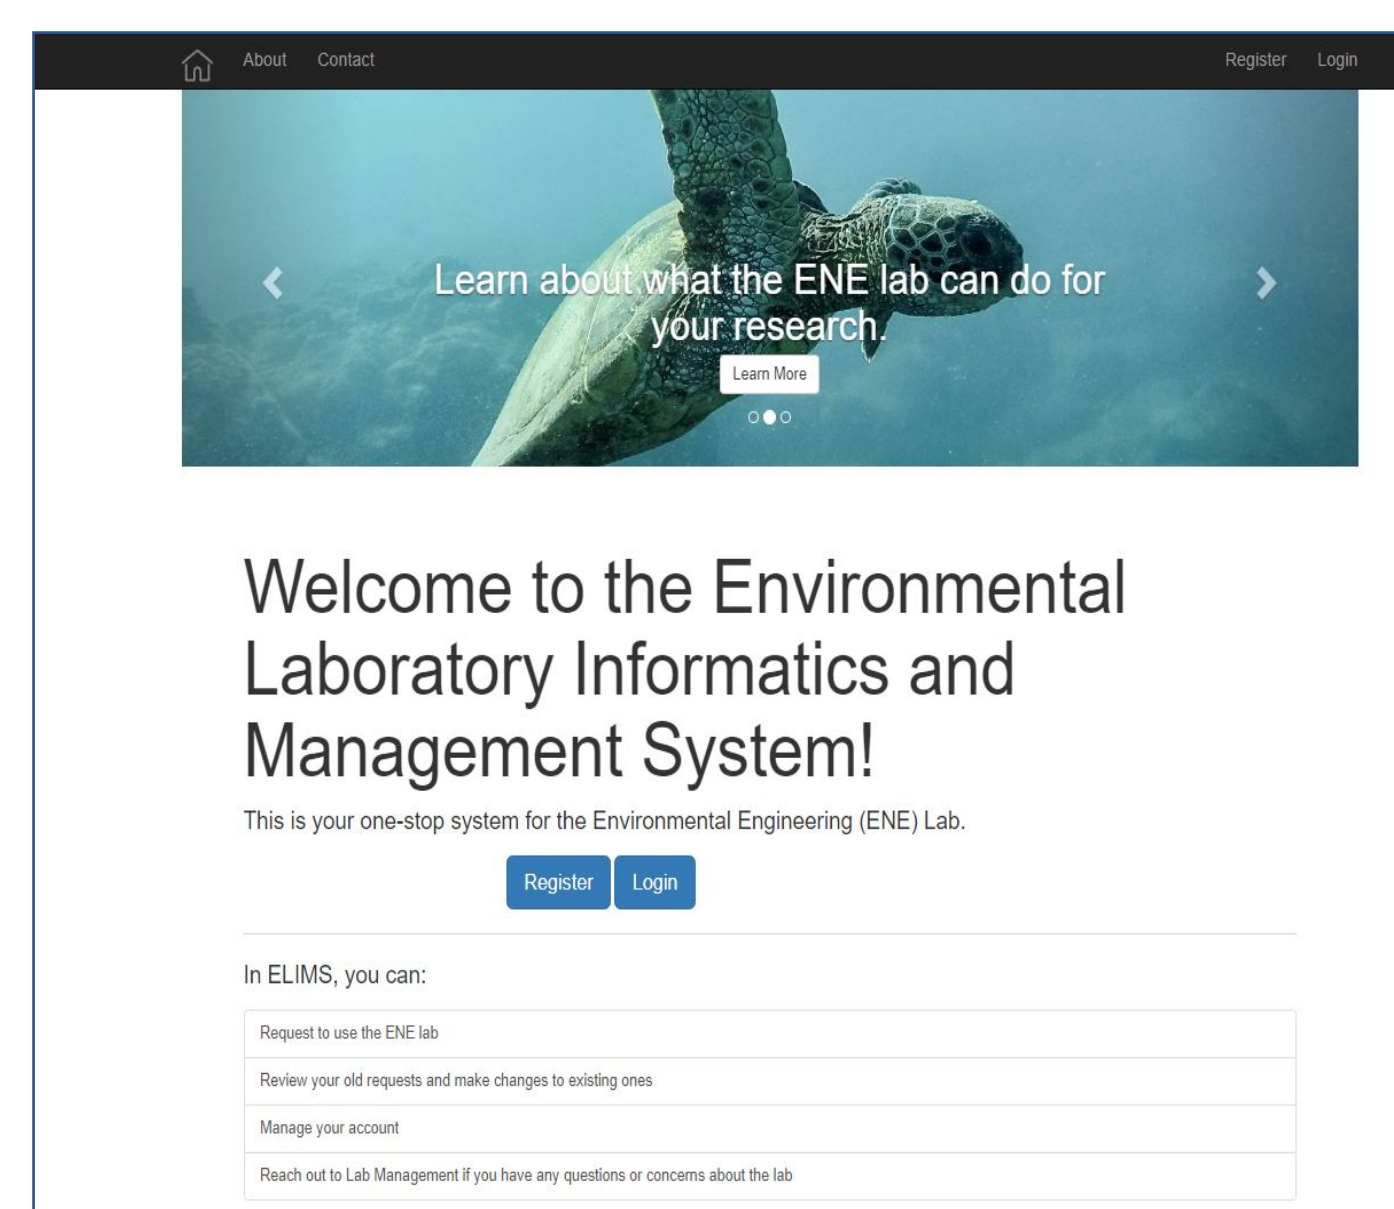 About Contact Register Login
Learn about what the ENE lab can do for
your research.
Learn More
Welcome to the Environmental
Laboratory Informatics and
Management System!
This is your one-stop system for the Environmental Engineering (ENE) Lab.
Register Login
In ELIMS, you can:
Request to use the ENE lab
Review your old requests and make changes to existing ones
Manage your account
Reach out to Lab Management if you have any questions or concerns about the lab